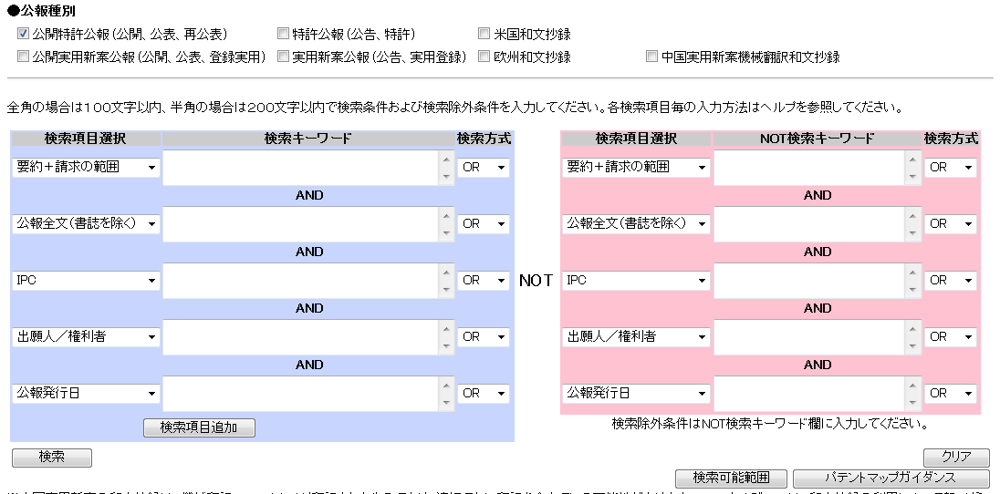 ●公報種別
公開特許公報(公開、公表、再公表) 特許公報(公告、特許) 米国和文抄録
公開実用新案公報(公開、公表、登録実用) 実用新案公報(公告、実用登録) 欧州和文抄録 中国実用新案機械翻訳和文抄録
全角の場合は100文字以内、半角の場合は200文字以内で検索条件および検索除外条件を入力してください。各検索項目毎の入力方法はヘルプを参照してください。
検索項目選択 検索キーワード 検索方式 検索項目選択 NOT検索キーワード 検索方式
要約+請求の範囲 OR 要約+請求の範囲 OR
AND AND
公報全文(書誌を除く) OR 公報全文(書誌を除く) OR
AND AND
IPC OR NOT IPC OR
AND AND
出願人/権利者 OR 出願人/権利者 OR
AND AND
公報発行日 OR 公報発行日 OR
検索項目追加 検索除外条件はNOT検索キーワード欄に入力してください。
検索 クリア
検索可能範囲 パテントマップガイダンス